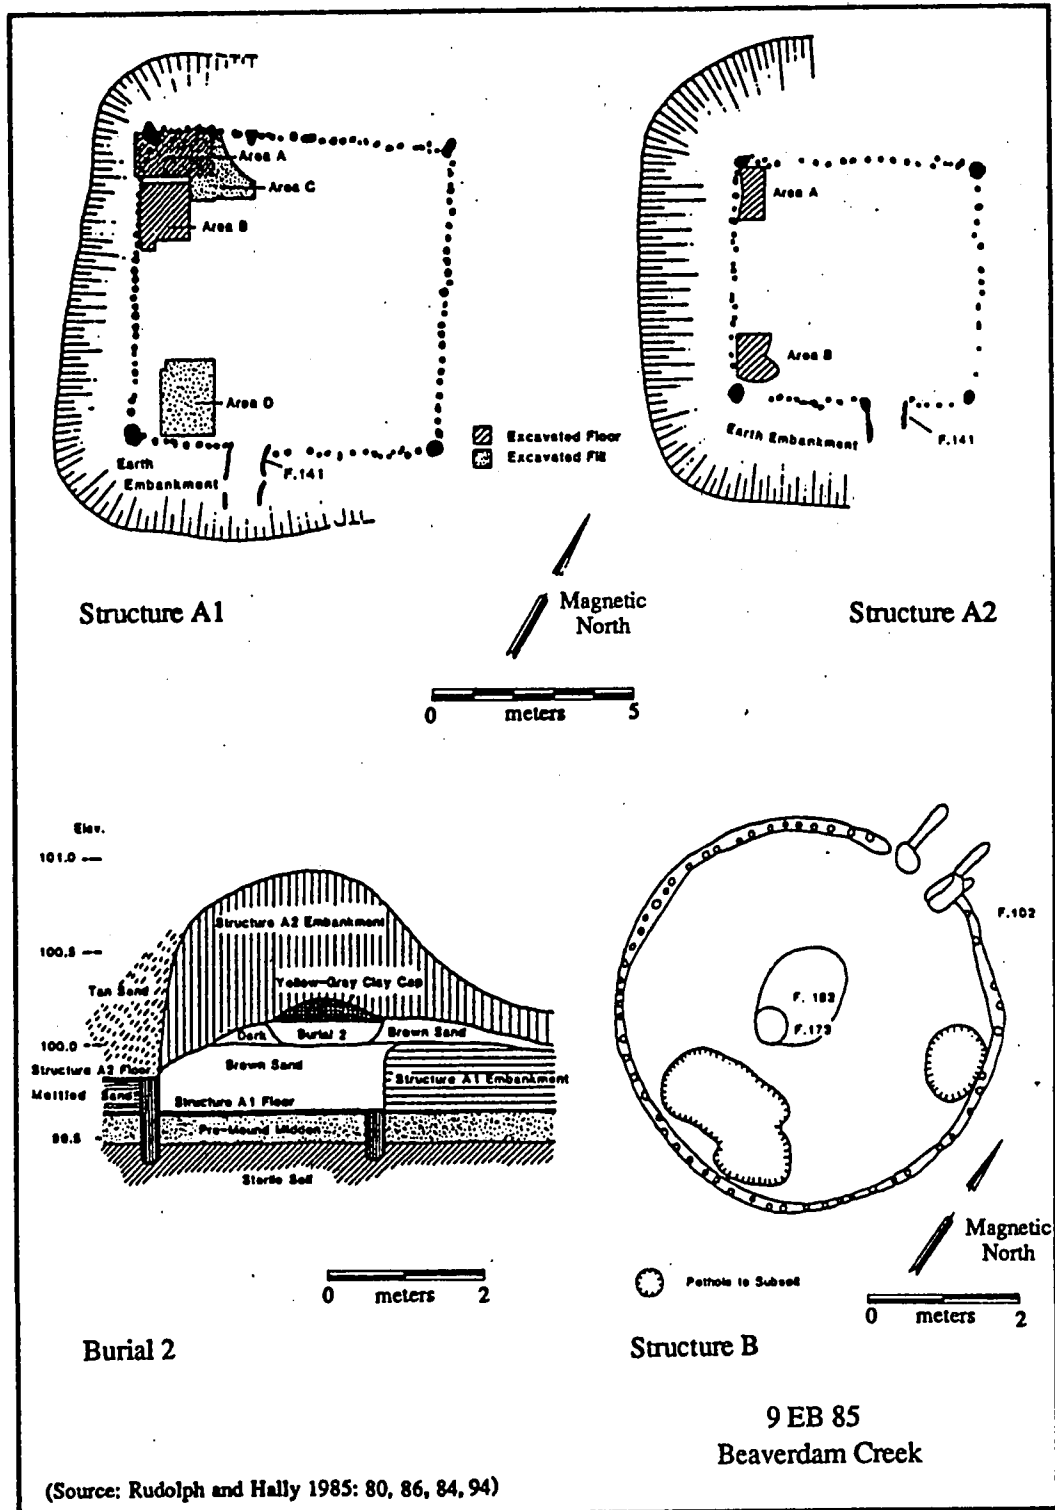 Area A
Area C
Area B
Area D
Earth
Embankment
F.141
Excavated Floor
Excavated Fill
Area A
Area B
Earth Embankment
F.141
Structure A1
Magnetic
North
Structure A2
0 meters 5
Elev.
101.0
100.5
100.0
99.5
Structure A2 Embankment
Tan Sand
Yellow-Gray Clay Cap
Dark
Burial 2
Brown Sand
Structure A2 Floor
Brown Sand
Structure A1 Embankment
Mottled Sand
Structure A1 Floor
Pre-Mound Midden
Sterile Soil
0 meters 2
Burial 2
F.102
F. 182
F.173
Magnetic
North
Pothole to Subsoil
0 meters 2
Structure B
9 EB 85
Beaverdam Creek
(Source: Rudolph and Hally 1985: 80, 86, 84, 94)